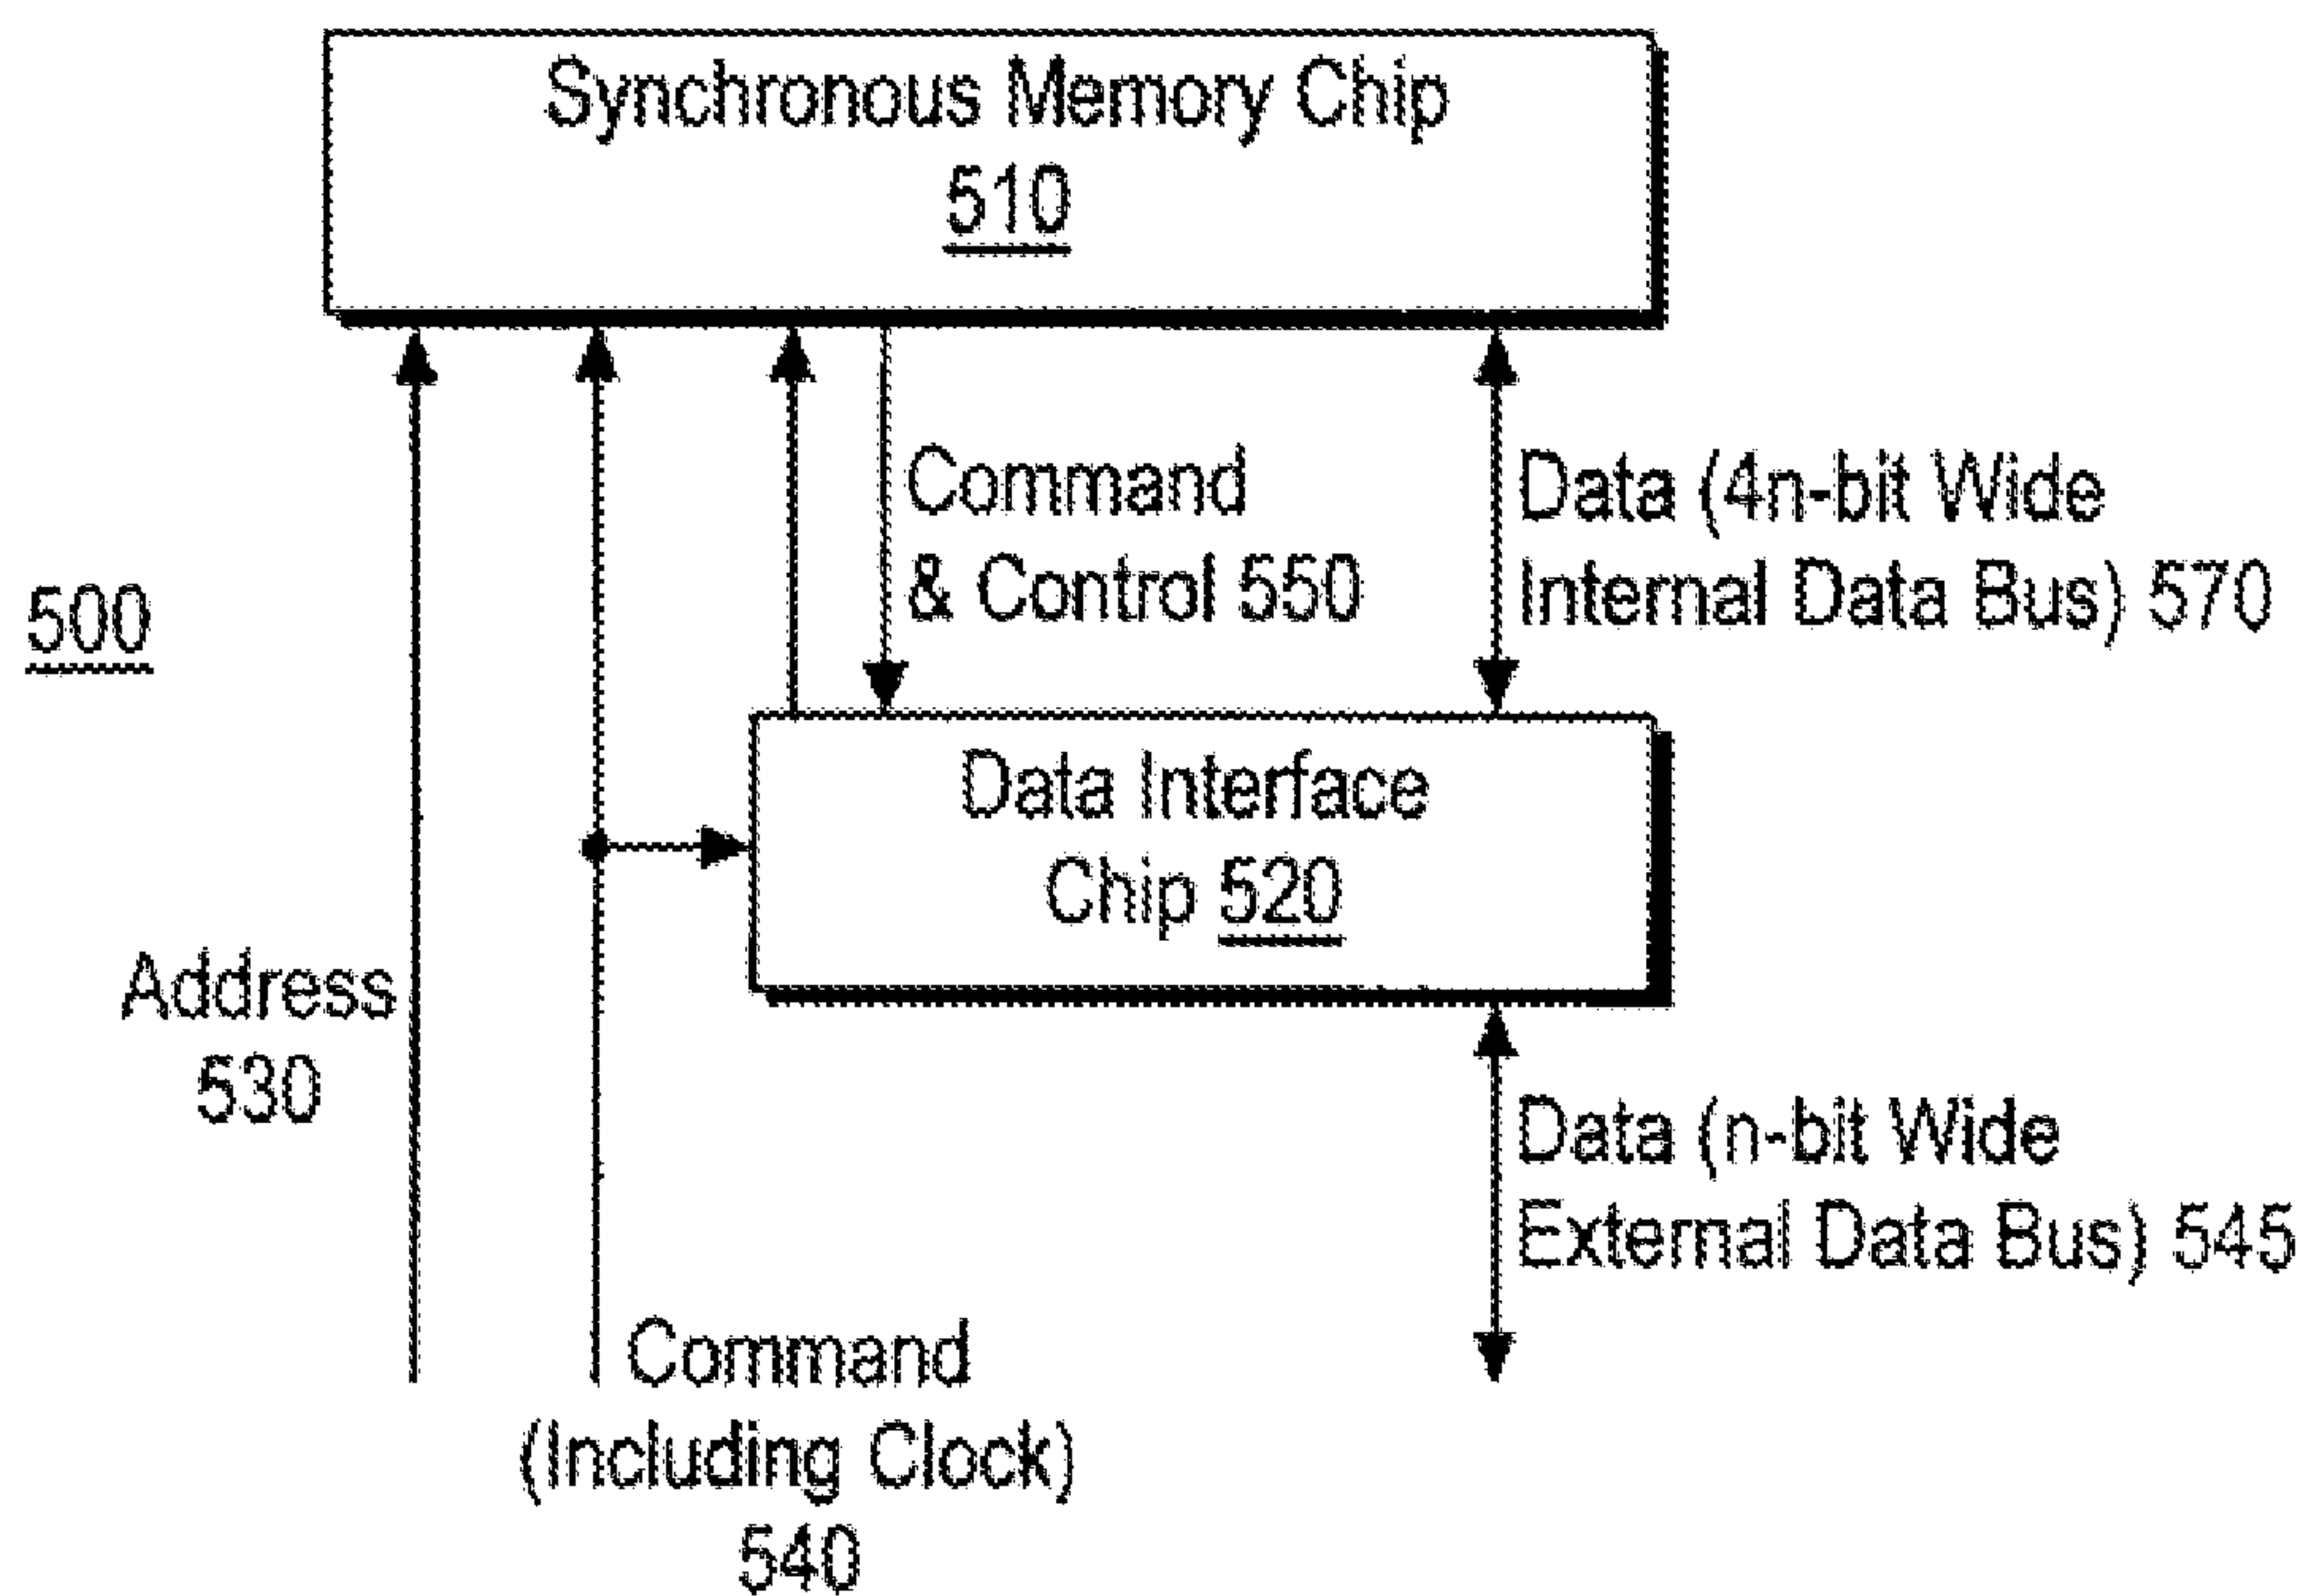 Synchronous Memory Chip
510
Command
& Control 550
Data (4n-bit Wide
Internal Data Bus) 570
500
Data Interface
Chip 520
Address
530
Data (n-bit Wide
External Data Bus) 545
Command
(Including Clock)
540